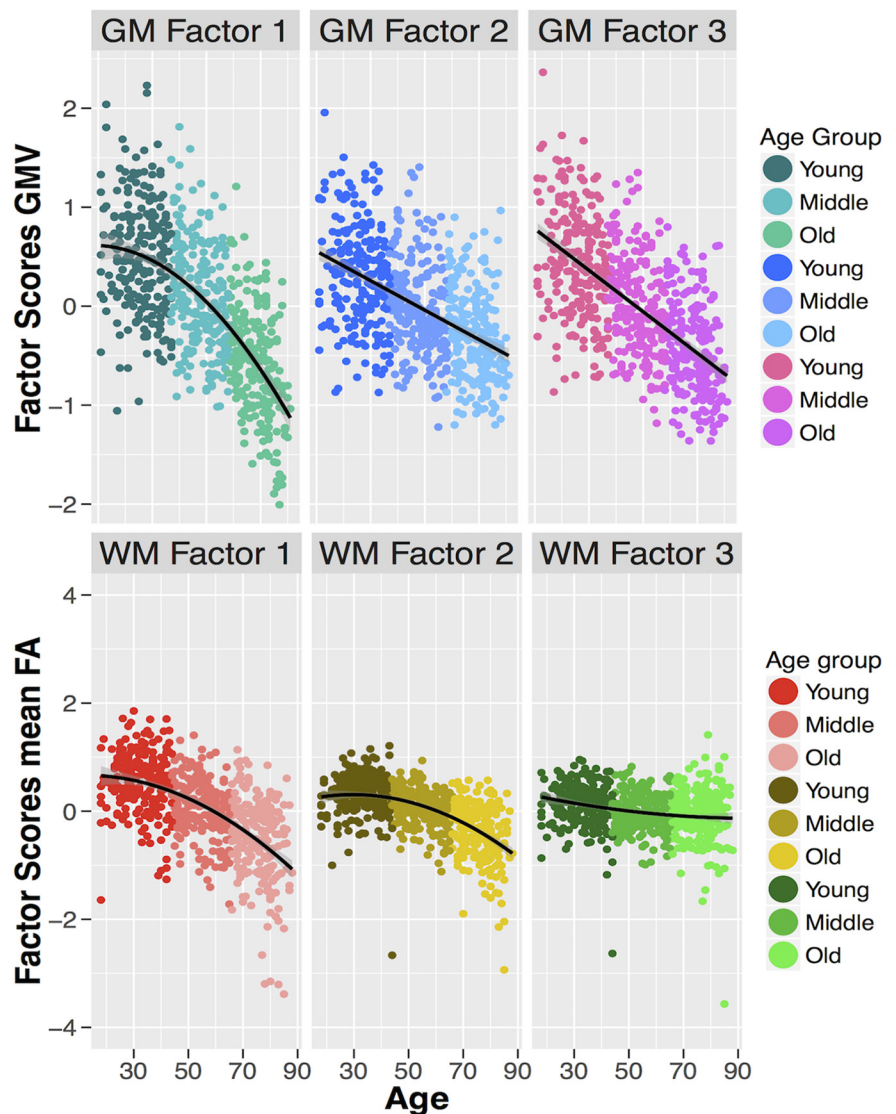 GM Factor 1 GM Factor 2 GM Factor 3
Factor Scores GMV
2
1
0
−1
−2
Age Group
Young
Middle
Old
Young
Middle
Old
Young
Middle
Old
WM Factor 1 WM Factor 2 WM Factor 3
Factor Scores mean FA
4
2
0
−2
−4
Age group
Young
Middle
Old
Young
Middle
Old
Young
Middle
Old
30 50 70 90 30 50 70 90 30 50 70 90
Age